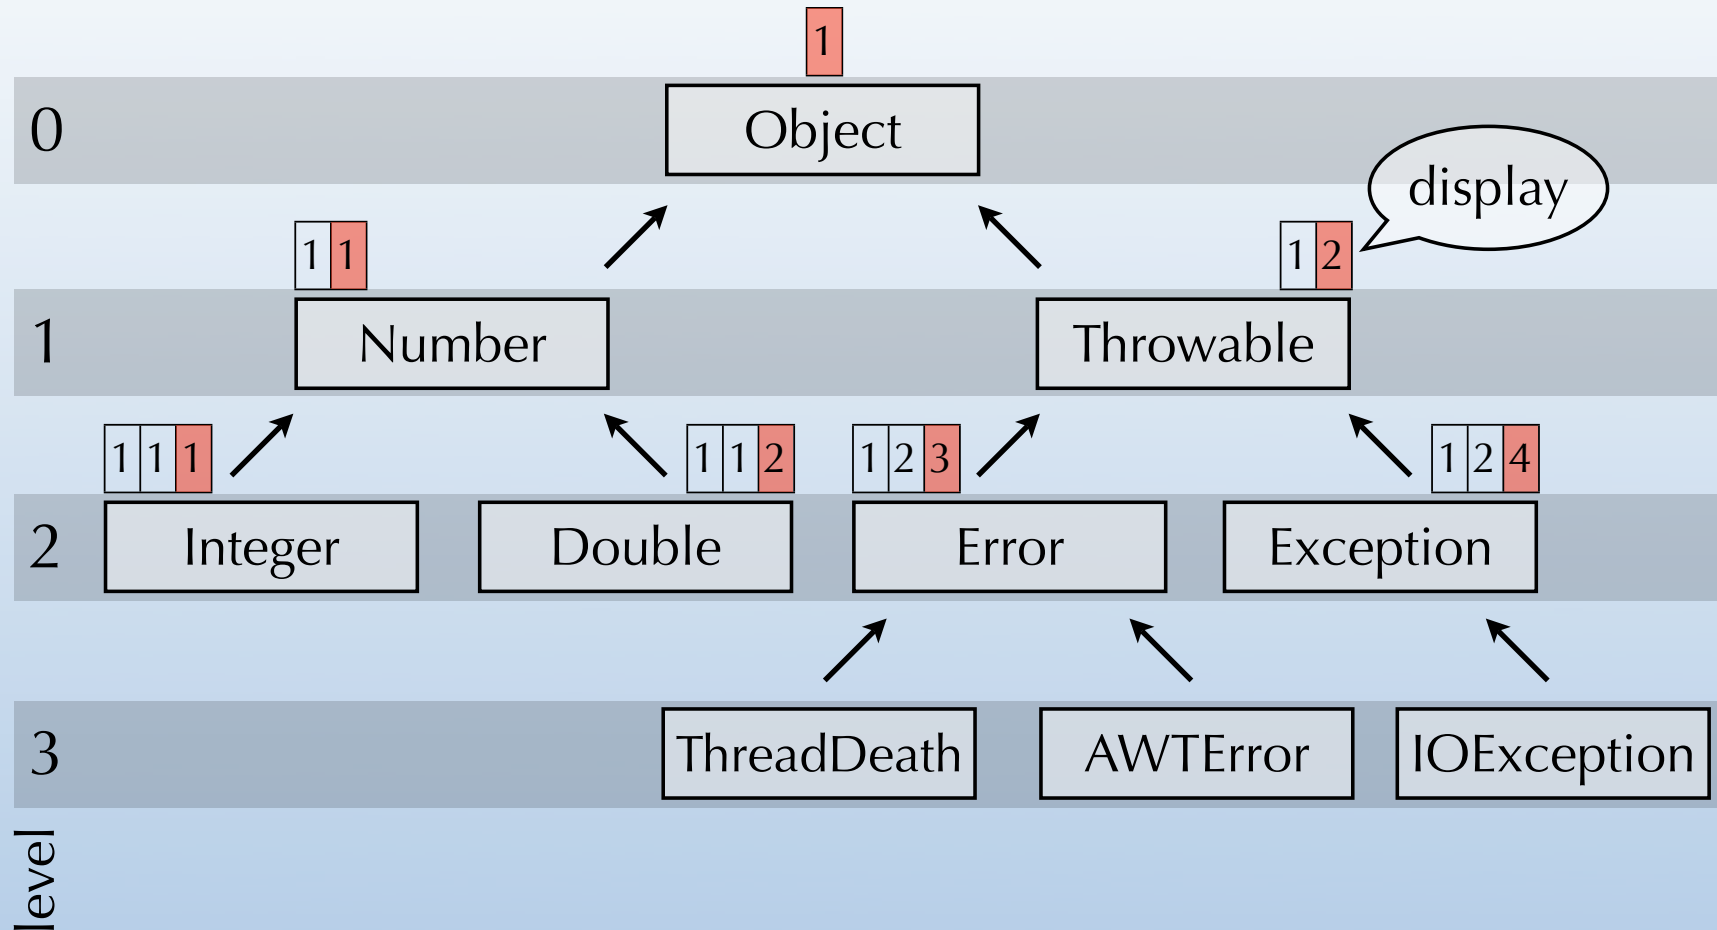 1
0 Object
display
1 1
1 2
1 Number Throwable
1 1 1
1 1 2
1 2 3
1 2 4
2 Integer Double Error Exception
3 ThreadDeath AWTError IOException
level